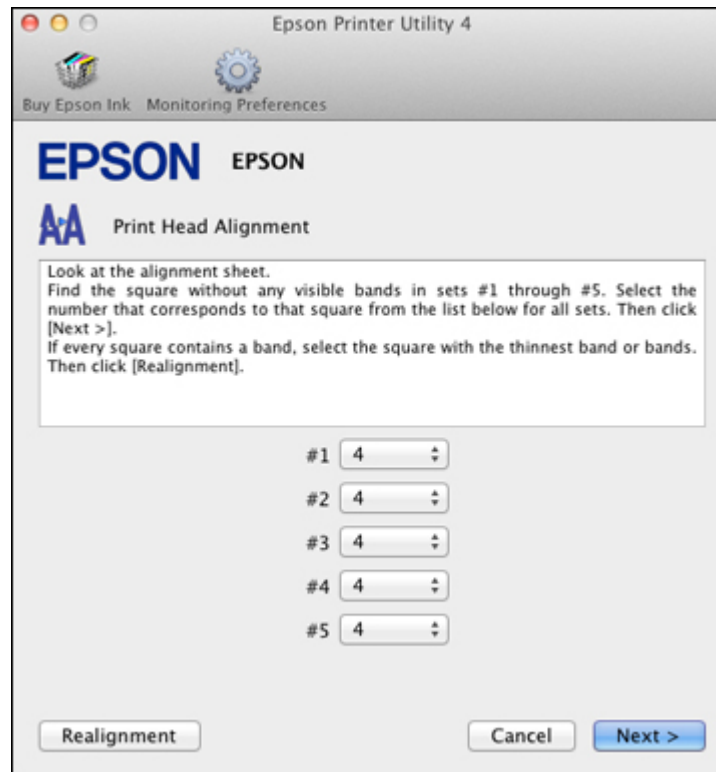 Epson Printer Utility 4
Buy Epson Ink Monitoring Preferences
EPSON EPSON
Print Head Alignment
Look at the alignment sheet.
Find the square without any visible bands in sets #1 through #5. Select the
number that corresponds to that square from the list below for all sets. Then click
[Next >].
If every square contains a band, select the square with the thinnest band or bands.
Then click [Realignment].
#1 4
#2 4
#3 4
#4 4
#5 4
Realignment Cancel Next >